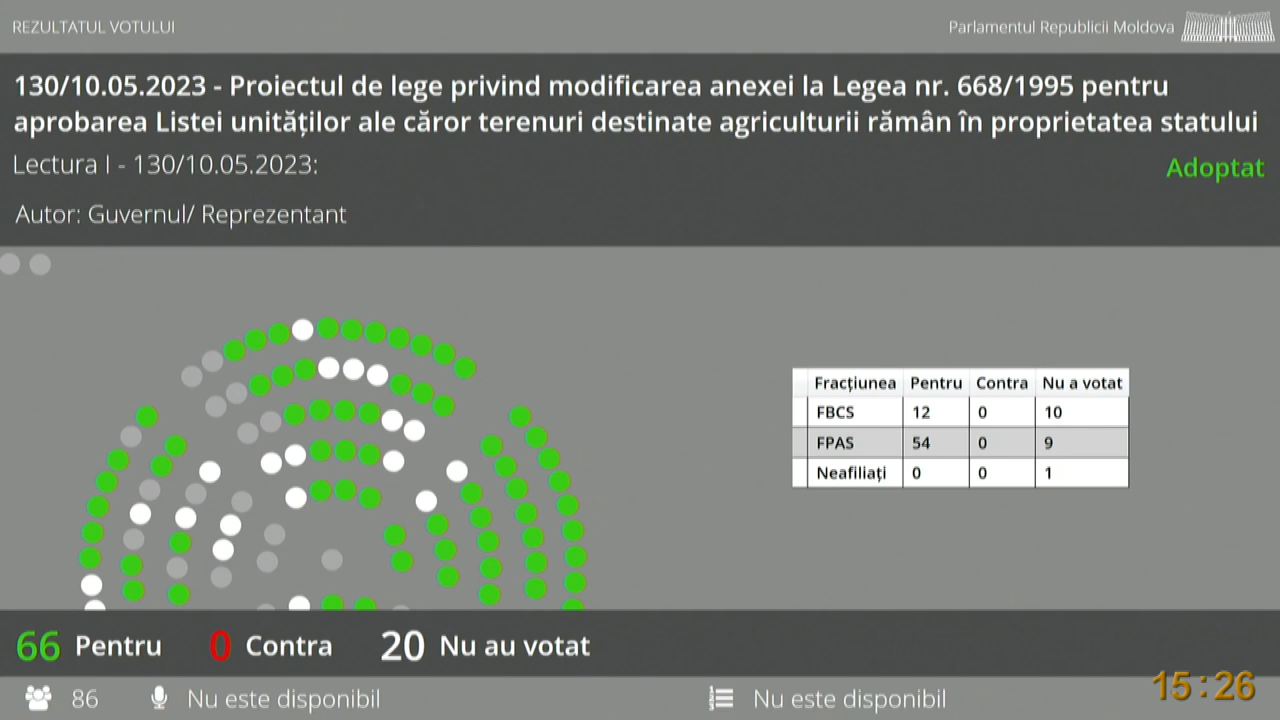 REZULTATUL VOTULUI
Parlamentul Republicii Moldova
130/10.05.2023 - Proiectul de lege privind modificarea anexei la Legea nr. 668/1995 pentru
aprobarea Listei unităților ale căror terenuri destinate agriculturii rămân în proprietatea statului
Lectura I - 130/10.05.2023:
Adoptat
Autor: Guvernul/ Reprezentant
Fracțiunea Pentru Contra Nu a votat
FBCS 12 0 10
FPAS 54 0 9
Neafiliați 0 0 1
66 Pentru 0 Contra 20 Nu au votat
86 Nu este disponibil Nu este disponibil
15:26